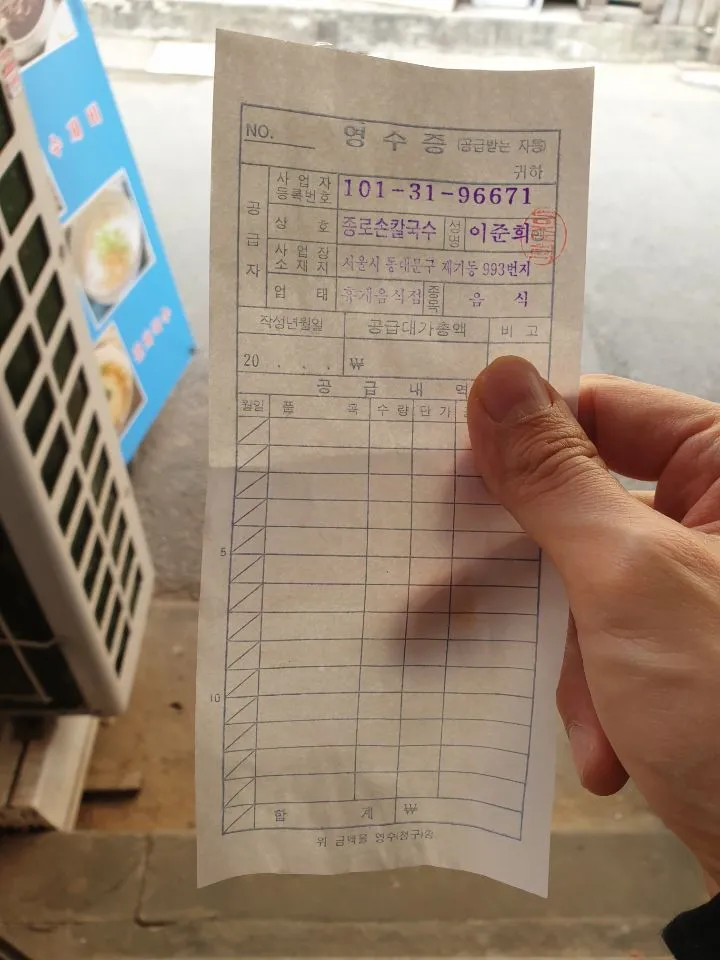 수제비
NO. 영수증 (공급받는 자용)
귀하
공급자
사업자등록번호 101-31-96671
상호 종로손칼국수 성명 이준희
사업장소재지 서울시 동대문구 제기동 993번지
업태 휴게음식점 종목 음식
작성년월일 공급대가총액 비고
20 . . . ₩
공급내역
월일 품목 수량 단가
5
10
합계 ₩
위 금액을 영수(청구)함